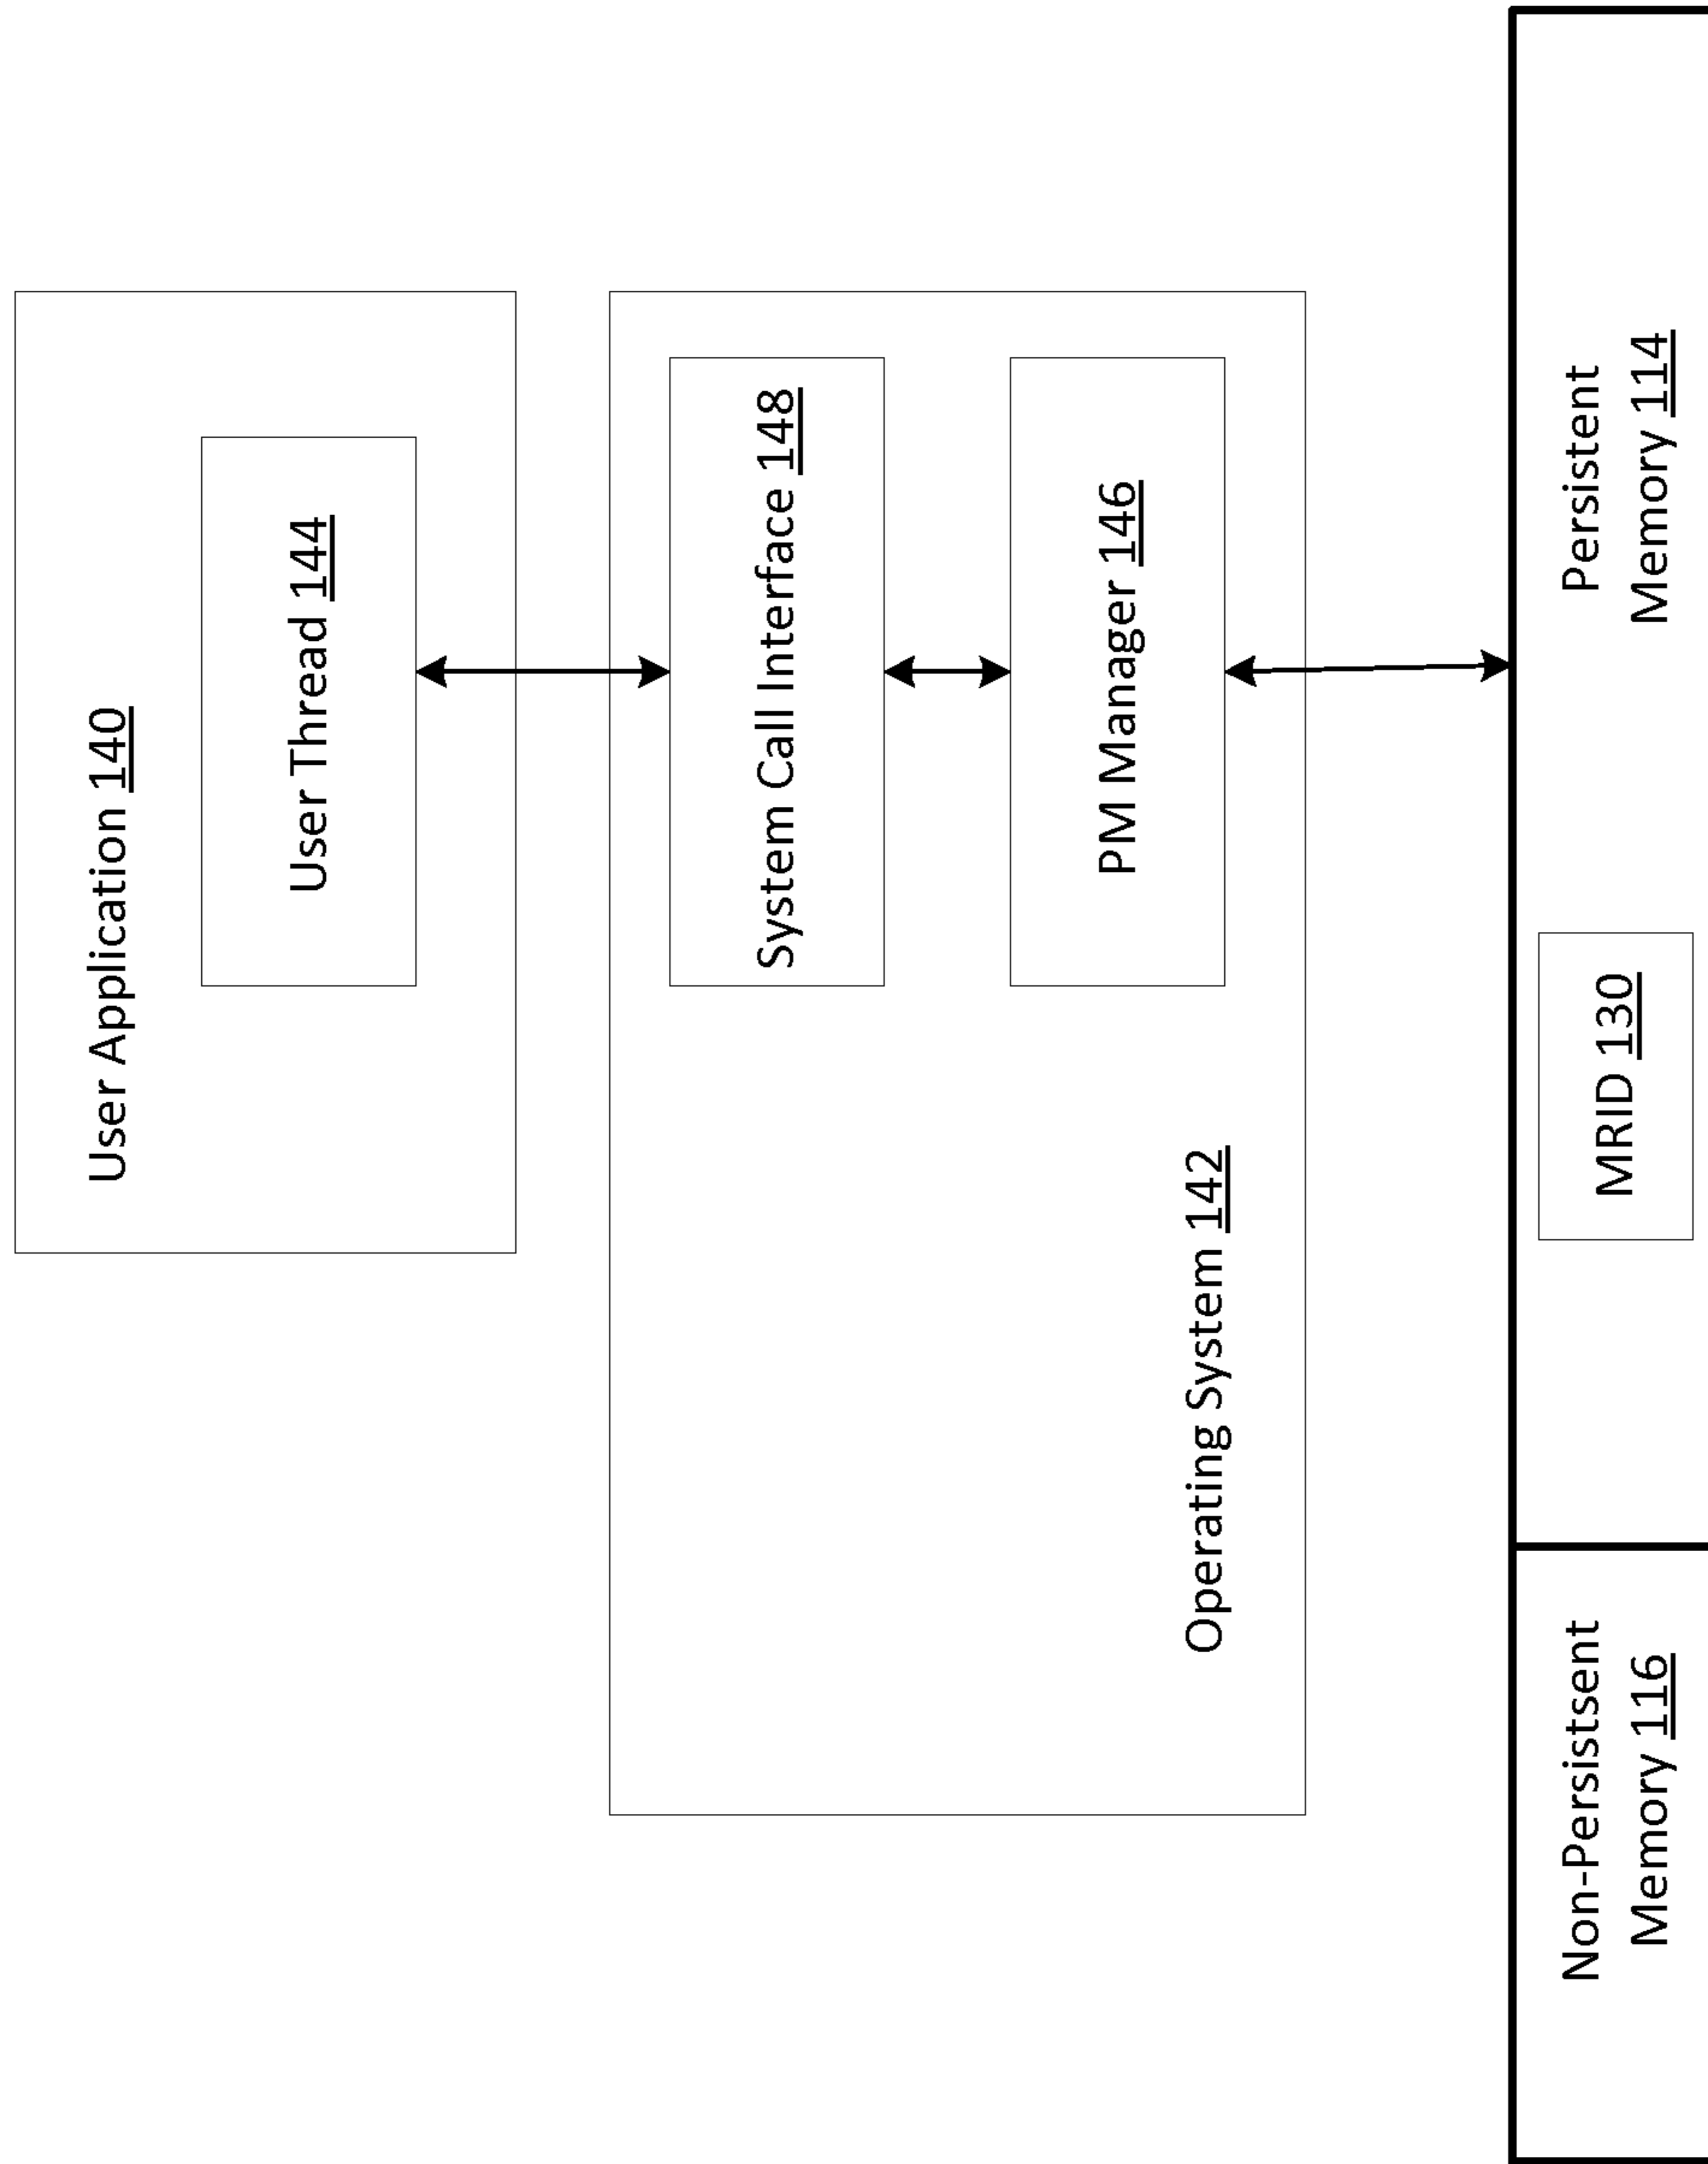 User Application 140
User Thread 144
System Call Interface 148
PM Manager 146
Operating System 142
Non-Persistsent
Memory 116
MRID 130
Persistent
Memory 114